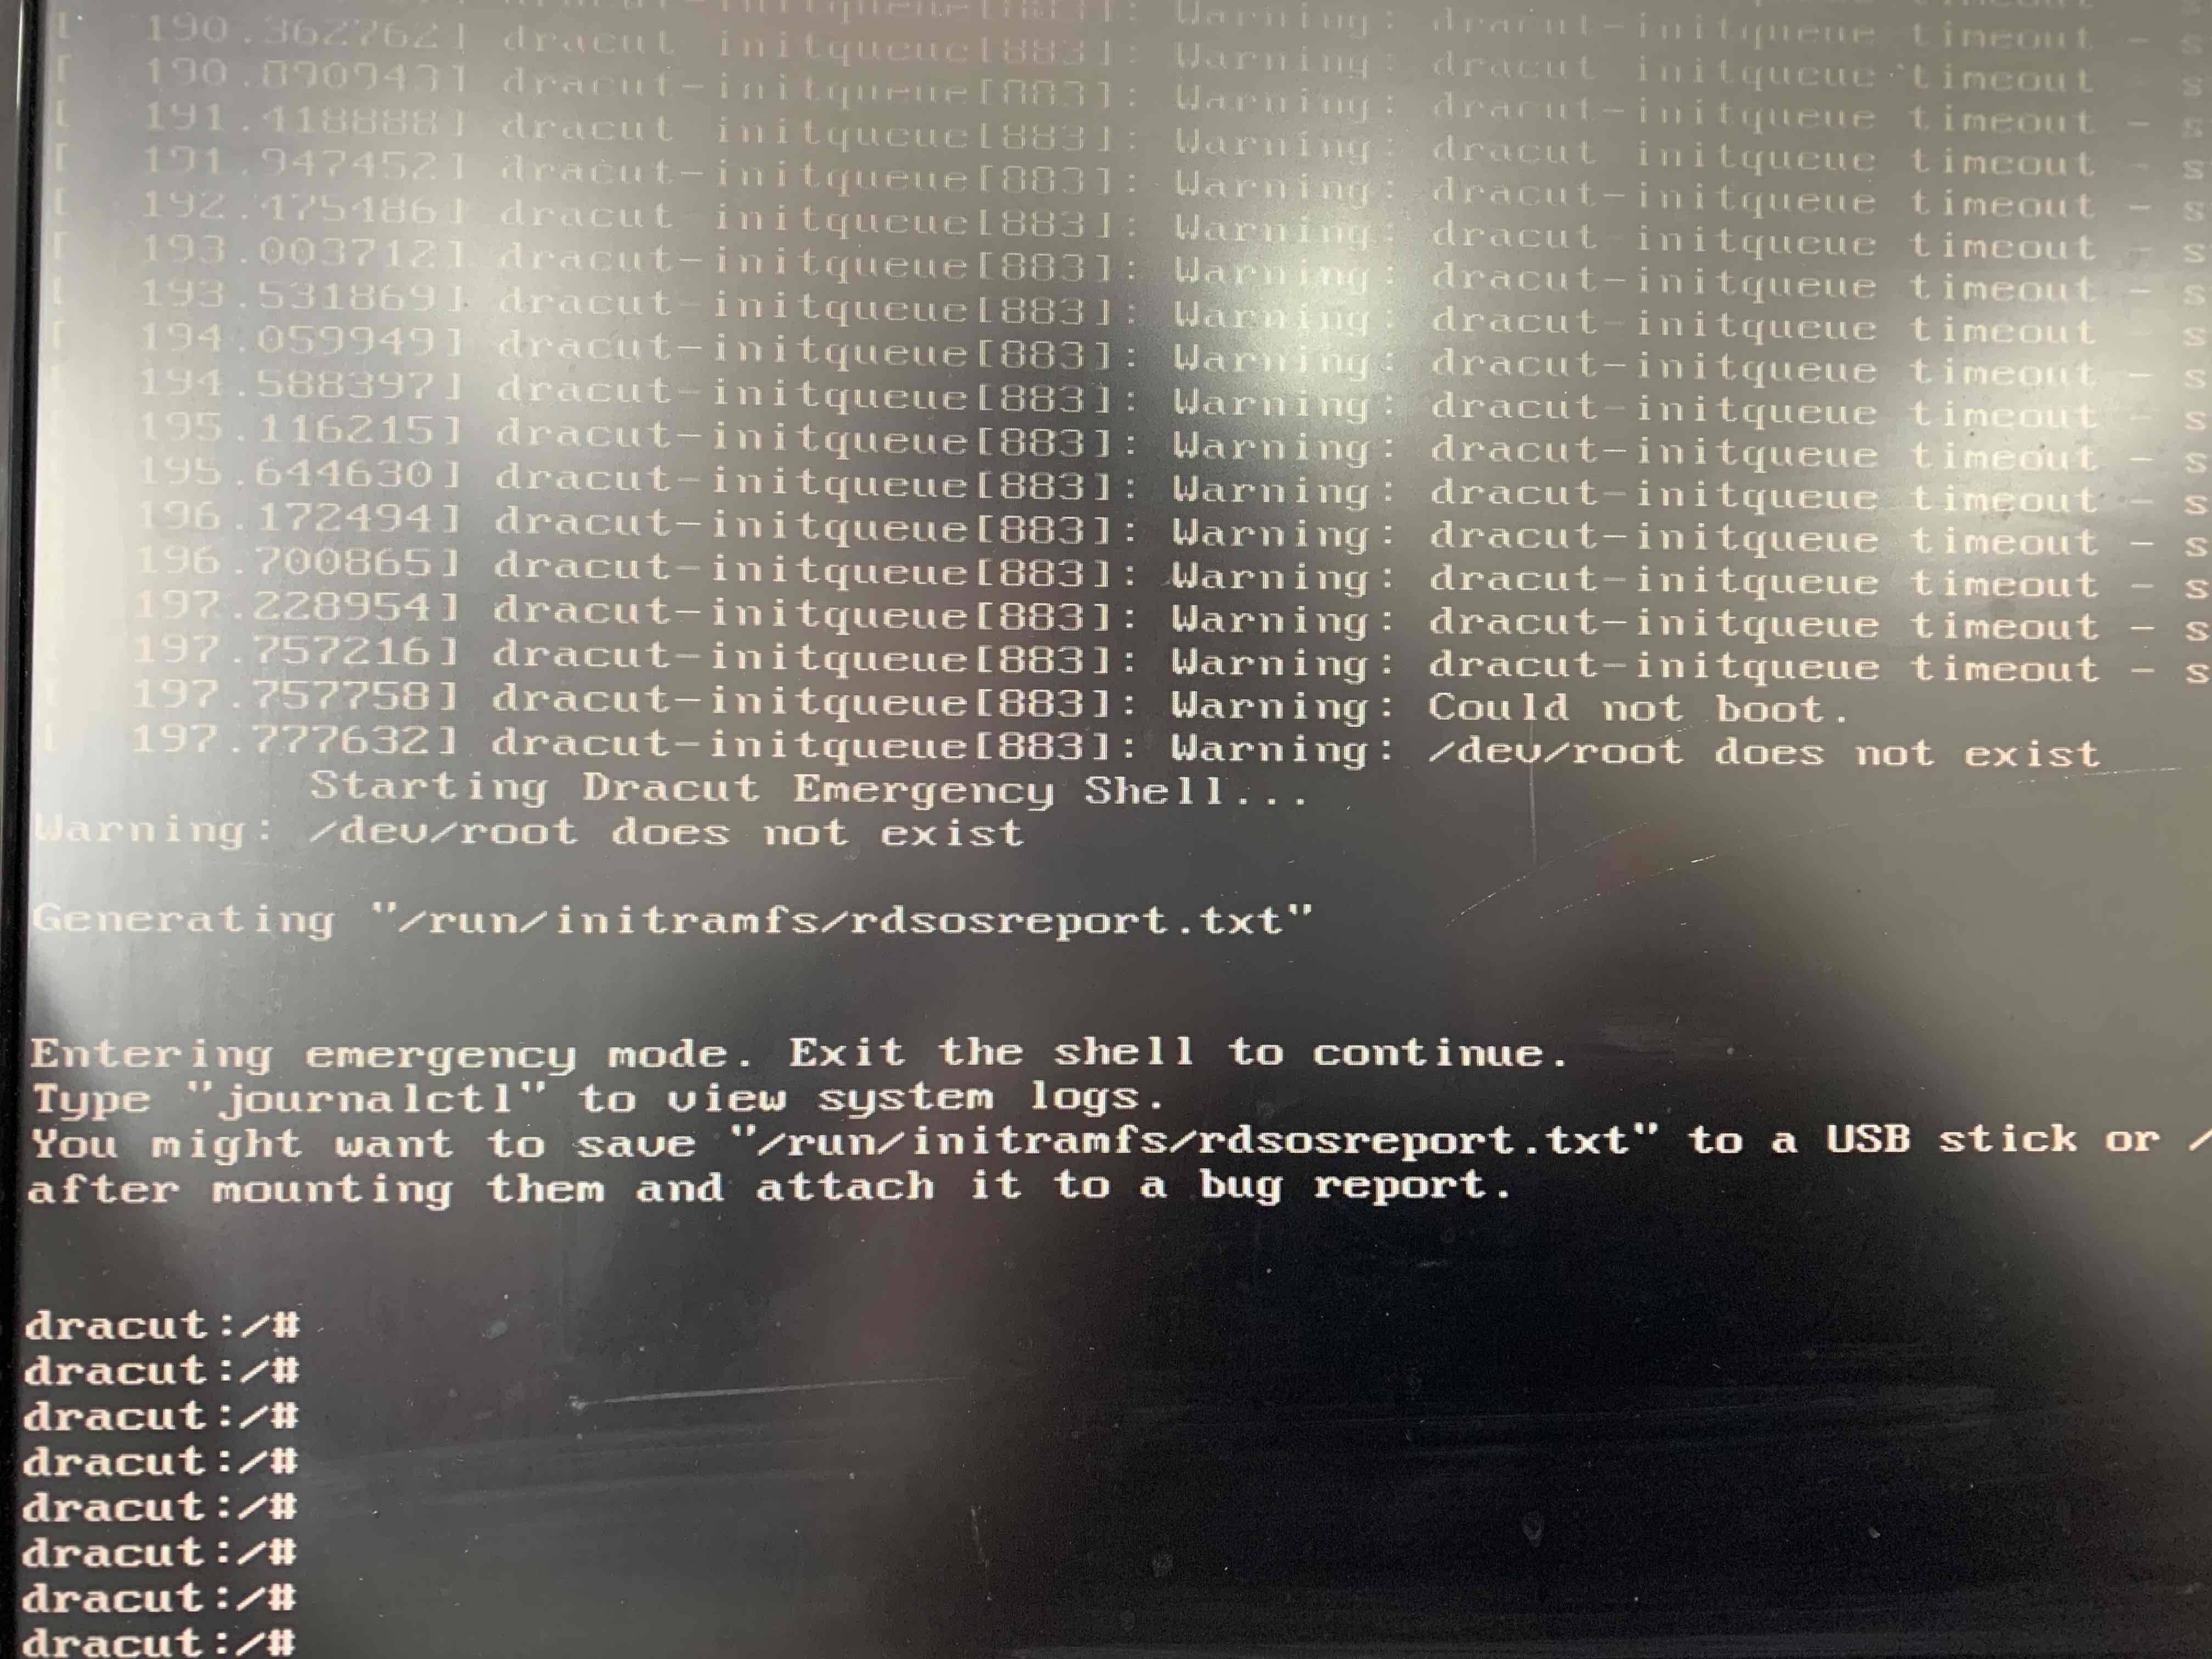 dracut-initqueue[883]: Warning: dracut-initqueue timeout
[ 190.362762] dracut-initqueue[883]: Warning: dracut-initqueue timeout - s
[ 190.890943] dracut-initqueue[883]: Warning: dracut-initqueue timeout - s
[ 191.418888] dracut-initqueue[883]: Warning: dracut-initqueue timeout - s
[ 191.947452] dracut-initqueue[883]: Warning: dracut-initqueue timeout - s
[ 192.475486] dracut-initqueue[883]: Warning: dracut-initqueue timeout - s
[ 193.003712] dracut-initqueue[883]: Warning: dracut-initqueue timeout - s
[ 193.531869] dracut-initqueue[883]: Warning: dracut-initqueue timeout - s
[ 194.059949] dracut-initqueue[883]: Warning: dracut-initqueue timeout - s
[ 194.588397] dracut-initqueue[883]: Warning: dracut-initqueue timeout - s
[ 195.116215] dracut-initqueue[883]: Warning: dracut-initqueue timeout - s
[ 195.644630] dracut-initqueue[883]: Warning: dracut-initqueue timeout - s
[ 196.172494] dracut-initqueue[883]: Warning: dracut-initqueue timeout - s
[ 196.700865] dracut-initqueue[883]: Warning: dracut-initqueue timeout - s
[ 197.228954] dracut-initqueue[883]: Warning: dracut-initqueue timeout - s
[ 197.757216] dracut-initqueue[883]: Warning: dracut-initqueue timeout - s
[ 197.757758] dracut-initqueue[883]: Warning: Could not boot.
[ 197.777632] dracut-initqueue[883]: Warning: /dev/root does not exist
Starting Dracut Emergency Shell...
Warning: /dev/root does not exist
Generating "/run/initramfs/rdsosreport.txt"
Entering emergency mode. Exit the shell to continue.
Type "journalctl" to view system logs.
You might want to save "/run/initramfs/rdsosreport.txt" to a USB stick or /
after mounting them and attach it to a bug report.
dracut:/#
dracut:/#
dracut:/#
dracut:/#
dracut:/#
dracut:/#
dracut:/#
dracut:/#